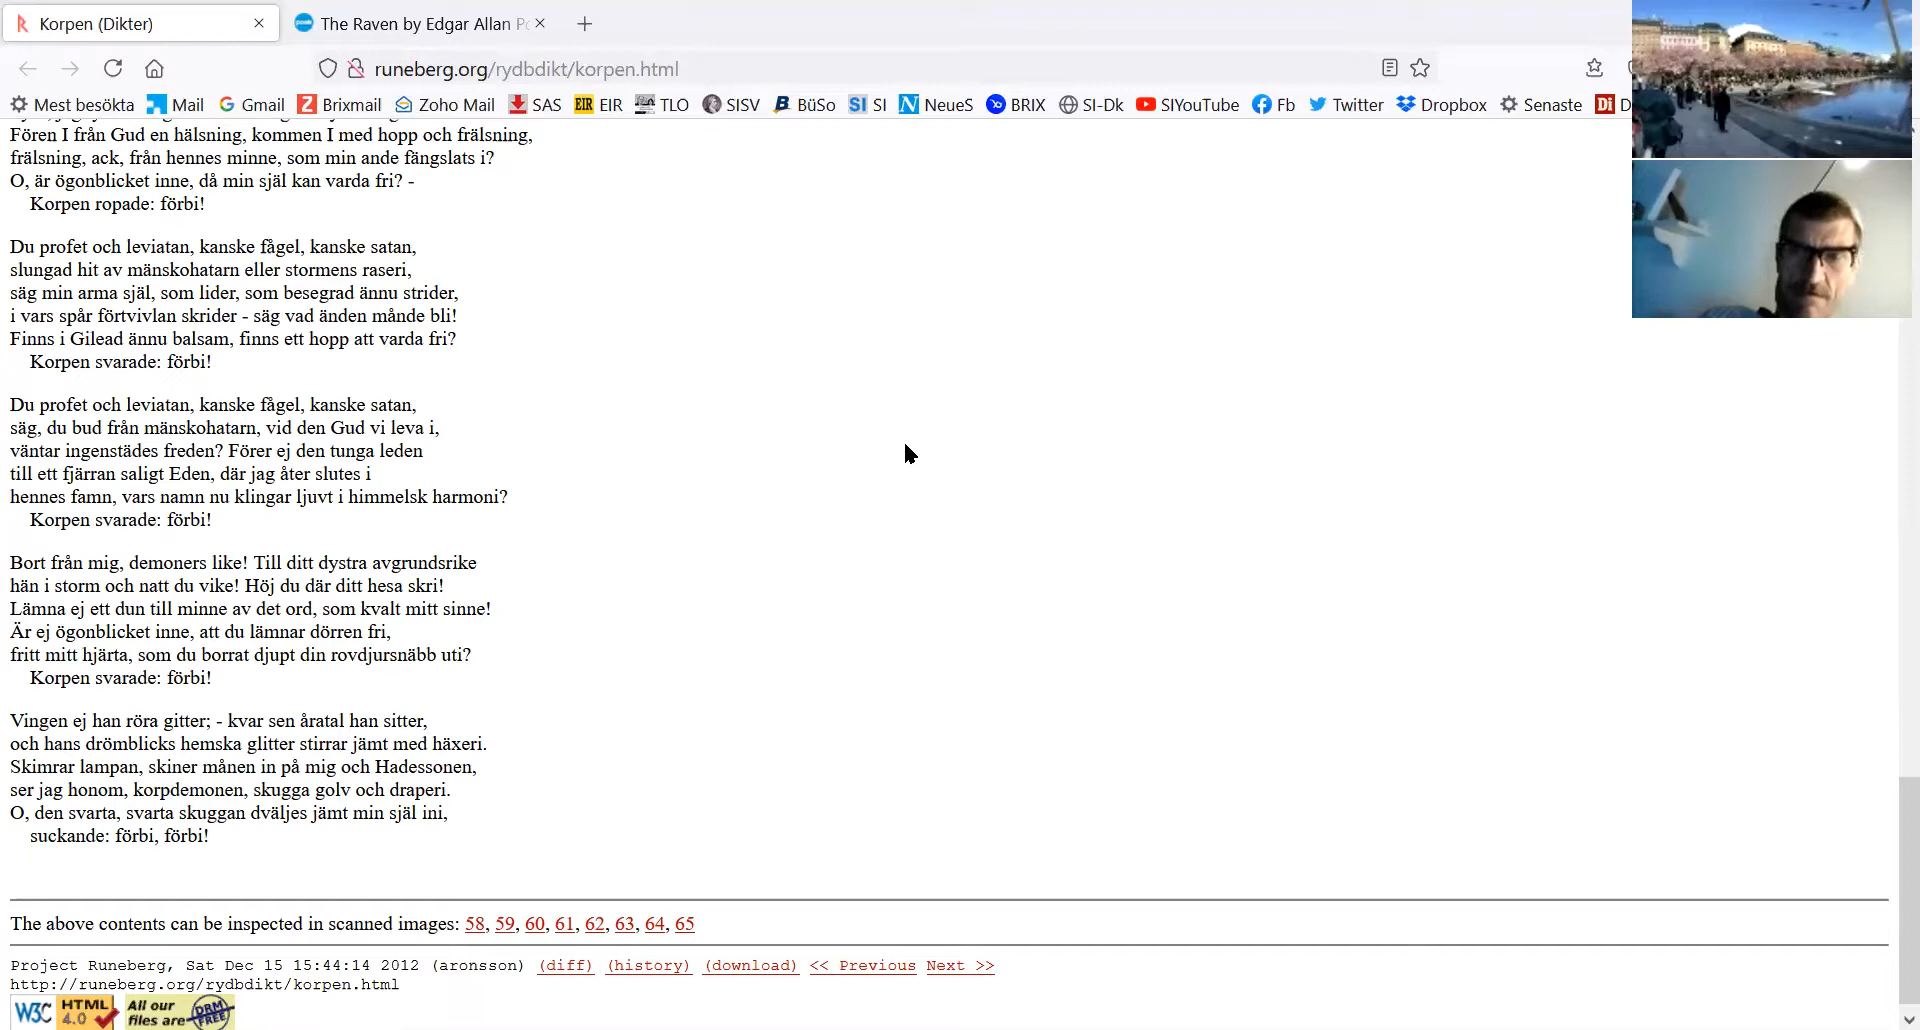 Korpen (Dikter)
The Raven by Edgar Allan
runeberg.org/rydbdikt/korpen.html
Mest besökta Mail Gmail Brixmail Zoho Mail SAS EIR EIR TLO SISV BüSo SI SI NeueS BRIX SI-Dk SIYouTube Fb Twitter Dropbox Senaste Di D
Fören I från Gud en hälsning, kommen I med hopp och frälsning,
frälsning, ack, från hennes minne, som min ande fängslats i?
O, är ögonblicket inne, då min själ kan varda fri? -
Korpen ropade: förbi!
Du profet och leviatan, kanske fågel, kanske satan,
slungad hit av mänskohatarn eller stormens raseri,
säg min arma själ, som lider, som besegrad ännu strider,
i vars spår förtvivlan skrider - säg vad änden månde bli!
Finns i Gilead ännu balsam, finns ett hopp att varda fri?
Korpen svarade: förbi!
Du profet och leviatan, kanske fågel, kanske satan,
säg, du bud från mänskohatarn, vid den Gud vi leva i,
väntar ingenstädes freden? Förer ej den tunga leden
till ett fjärran saligt Eden, där jag åter slutes i
hennes famn, vars namn nu klingar ljuvt i himmelsk harmoni?
Korpen svarade: förbi!
Bort från mig, demoners like! Till ditt dystra avgrundsrike
hän i storm och natt du vike! Höj du där ditt hesa skri!
Lämna ej ett dun till minne av det ord, som kvalt mitt sinne!
Är ej ögonblicket inne, att du lämnar dörren fri,
fritt mitt hjärta, som du borrat djupt din rovdjursnäbb uti?
Korpen svarade: förbi!
Vingen ej han röra gitter; - kvar sen åratal han sitter,
och hans drömblicks hemska glitter stirrar jämt med häxeri.
Skimrar lampan, skiner månen in på mig och Hadessonen,
ser jag honom, korpdemonen, skugga golv och draperi.
O, den svarta, svarta skuggan dväljes jämt min själ ini,
suckande: förbi, förbi!
The above contents can be inspected in scanned images: 58, 59, 60, 61, 62, 63, 64, 65
Project Runeberg, Sat Dec 15 15:44:14 2012 (aronsson) (diff) (history) (download) << Previous Next >>
http://runeberg.org/rydbdikt/korpen.html
W3C HTML 4.0 All our files are DRM FREE